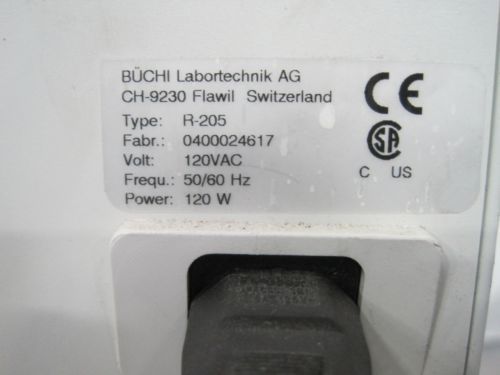 BÜCHI Labortechnik AG
CH-9230 Flawil Switzerland
Type: R-205
Fabr.: 0400024617
Volt: 120VAC
Frequ.: 50/60 Hz
Power: 120 W
CE
SA
C US